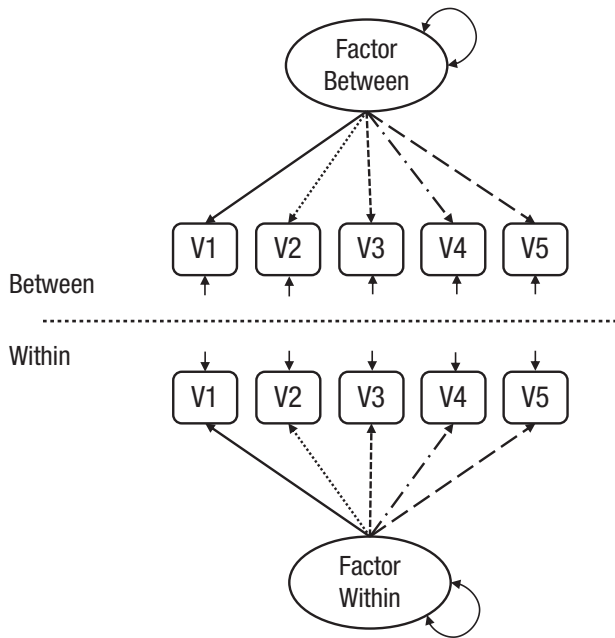 Factor
Between
V1 V2 V3 V4 V5
Between
Within
V1 V2 V3 V4 V5
Factor
Within